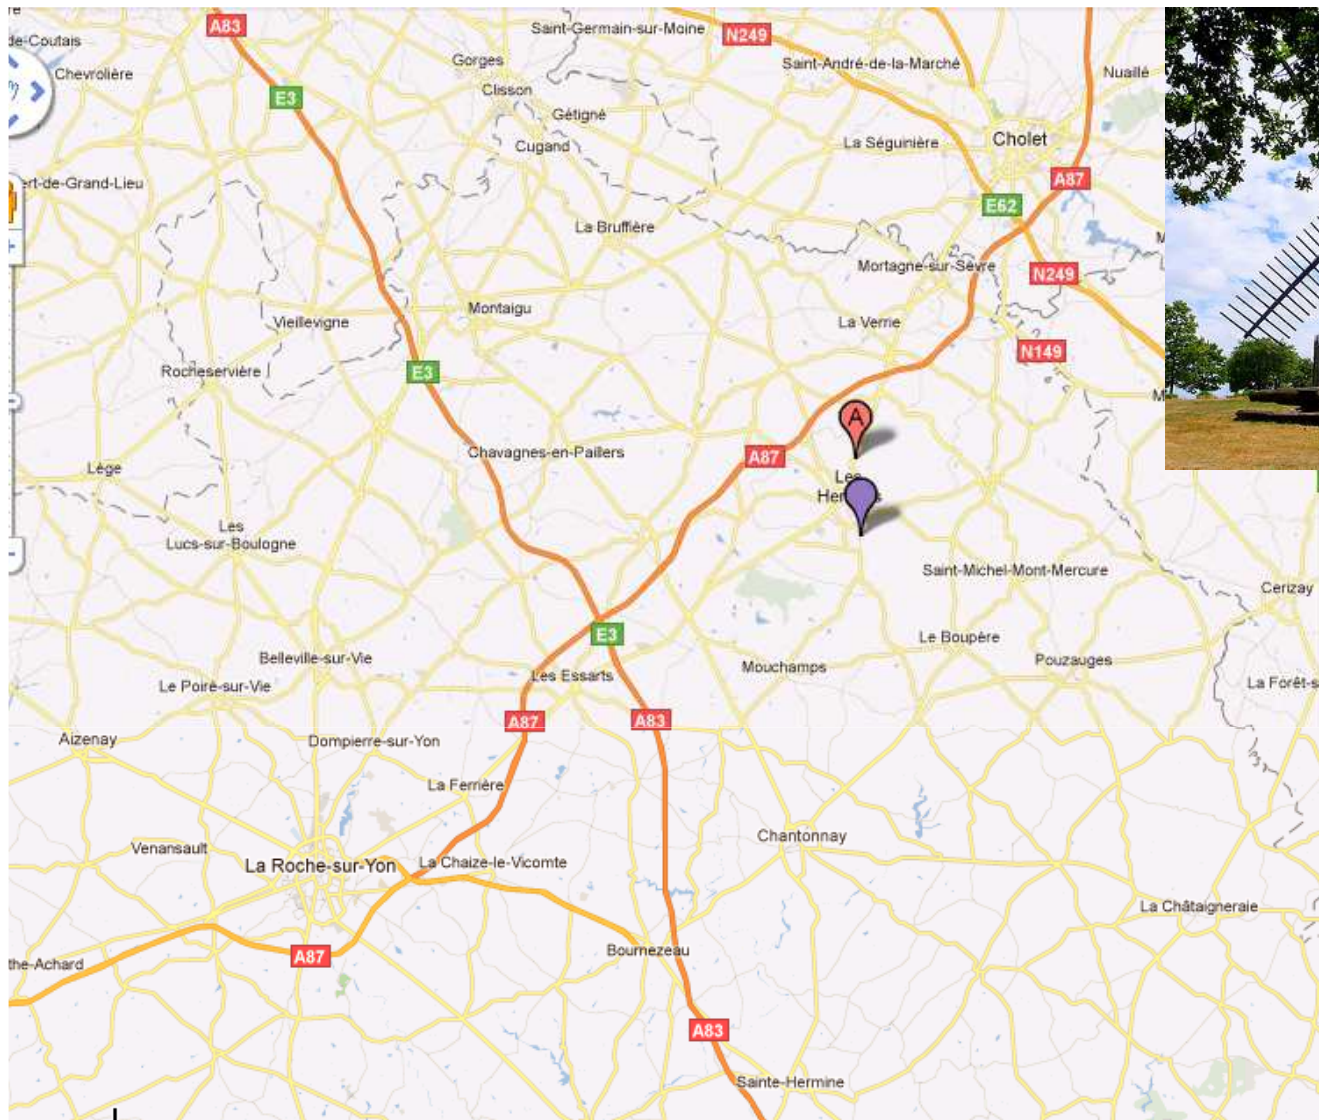 A83
Saint-Germain-sur-Moine
N249
de-Coutais
Saint-André-de-la-Marché
Gorges
Chevrolière
Nuaillé
Clisson
E3
Gétigné
Cholet
La Séguinière
Cugand
A87
ert-de-Grand-Lieu
E62
La Bruffière
Mortagne-sur-Sèvre
N249
Montaigu
Vieillevigne
La Verrie
N149
Rocheservière
E3
A
Chavagnes-en-Paillers
A87
Lège
Les
Les
Lucs-sur-Boulogne
Saint-Michel-Mont-Mercure
Cerizay
E3
Le Boupère
Belleville-sur-Vie
Pouzauges
Mouchamps
Les Essarts
Le Poiré-sur-Vie
La Forêt-s
A87
A83
Aizenay
Dompierre-sur-Yon
La Ferrière
Chantonnay
Venansault
La Roche-sur-Yon
La Chaize-le-Vicomte
La Châtaigneraie
Bournezeau
A87
the-Achard
A83
Sainte-Hermine